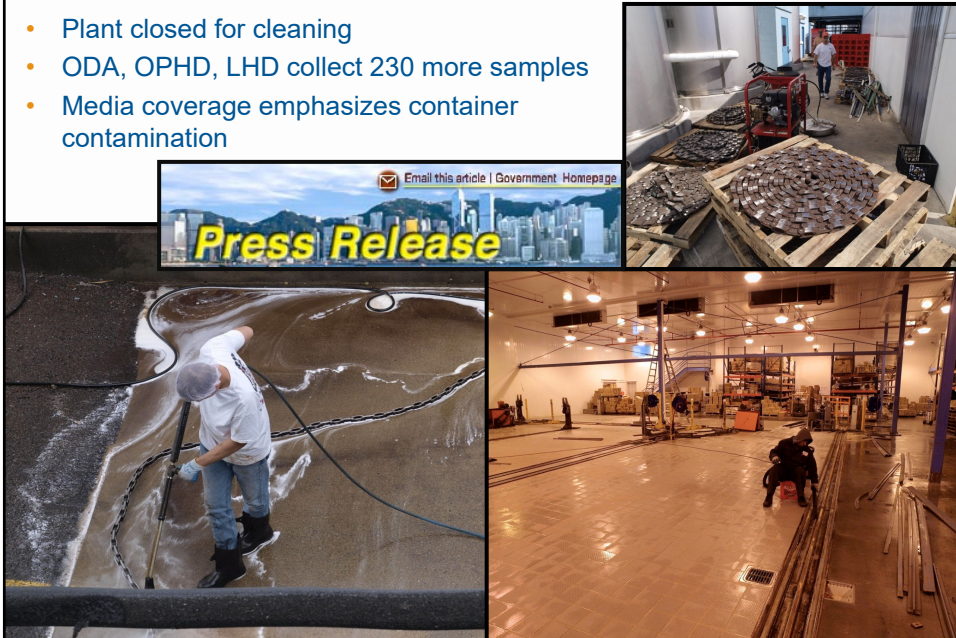 • Plant closed for cleaning
• ODA, OPHD, LHD collect 230 more samples
• Media coverage emphasizes container
contamination
Email this article | Government Homepage
Press Release